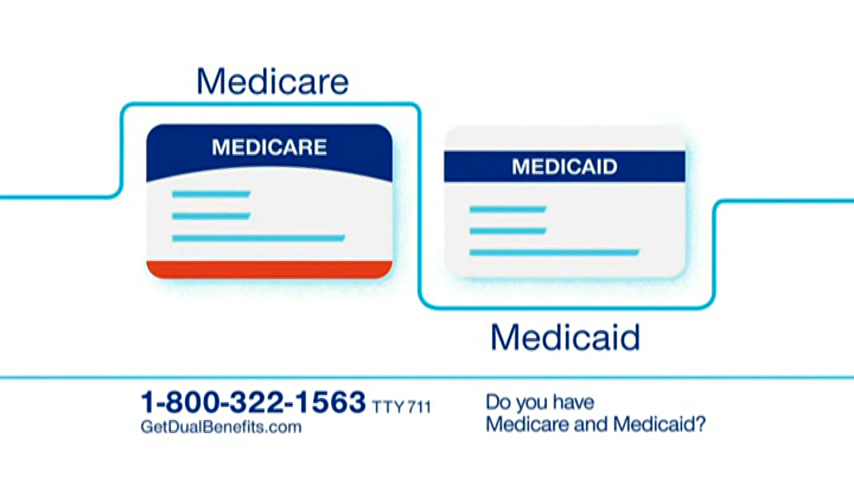 Medicare
MEDICARE
MEDICAID
Medicaid
1-800-322-1563 TTY 711
GetDualBenefits.com
Do you have
Medicare and Medicaid?